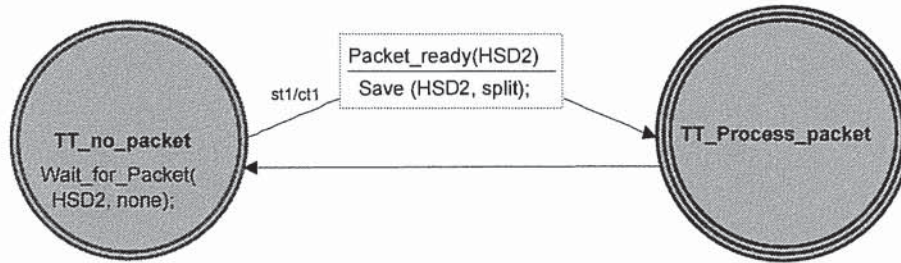 Packet_ready(HSD2)
Save (HSD2, split);
st1/ct1
TT_no_packet
Wait_for_Packet(
HSD2, none);
TT_Process_packet